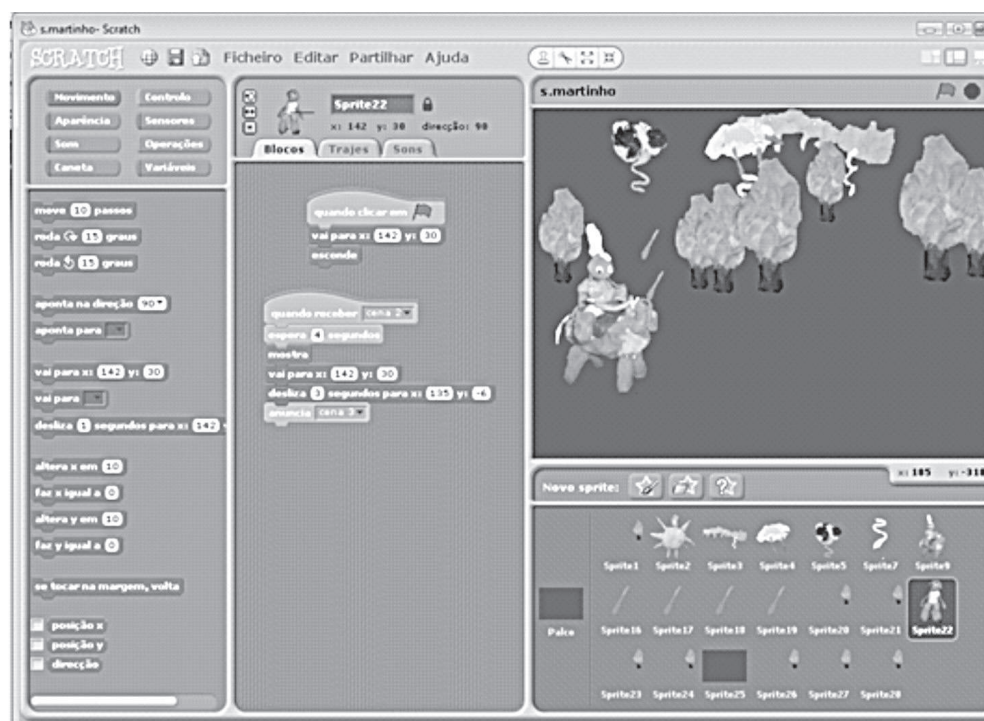 s.martinho- Scratch
SCRATCH Ficheiro Editar Partilhar Ajuda
Movimento Controlo
Aparência Sensores
Som Operações
Caneta Variáveis
move 10 passos
roda 15 graus
roda 15 graus
aponta na direção 90
aponta para
vai para x: 142 y: 30
vai para
desliza 1 segundos para x: 142
altera x em 10
faz x igual a 0
altera y em 10
faz y igual a 0
se tocar na margem, volta
posição x
posição y
direcção
Sprite22
x: 142 y: 30 direcção: 90
Blocos Trajes Sons
quando clicar em
vai para x: 142 y: 30
esconde
quando receber cena 2
espera 4 segundos
mostra
vai para x: 142 y: 30
desliza 3 segundos para x: 135 y: -6
anuncia cena 3
s.martinho
x: 185 y: -318
Novo sprite:
Palco
Sprite1 Sprite2 Sprite3 Sprite4 Sprite5 Sprite7 Sprite9
Sprite16 Sprite17 Sprite18 Sprite19 Sprite20 Sprite21 Sprite22
Sprite23 Sprite24 Sprite25 Sprite26 Sprite27 Sprite28